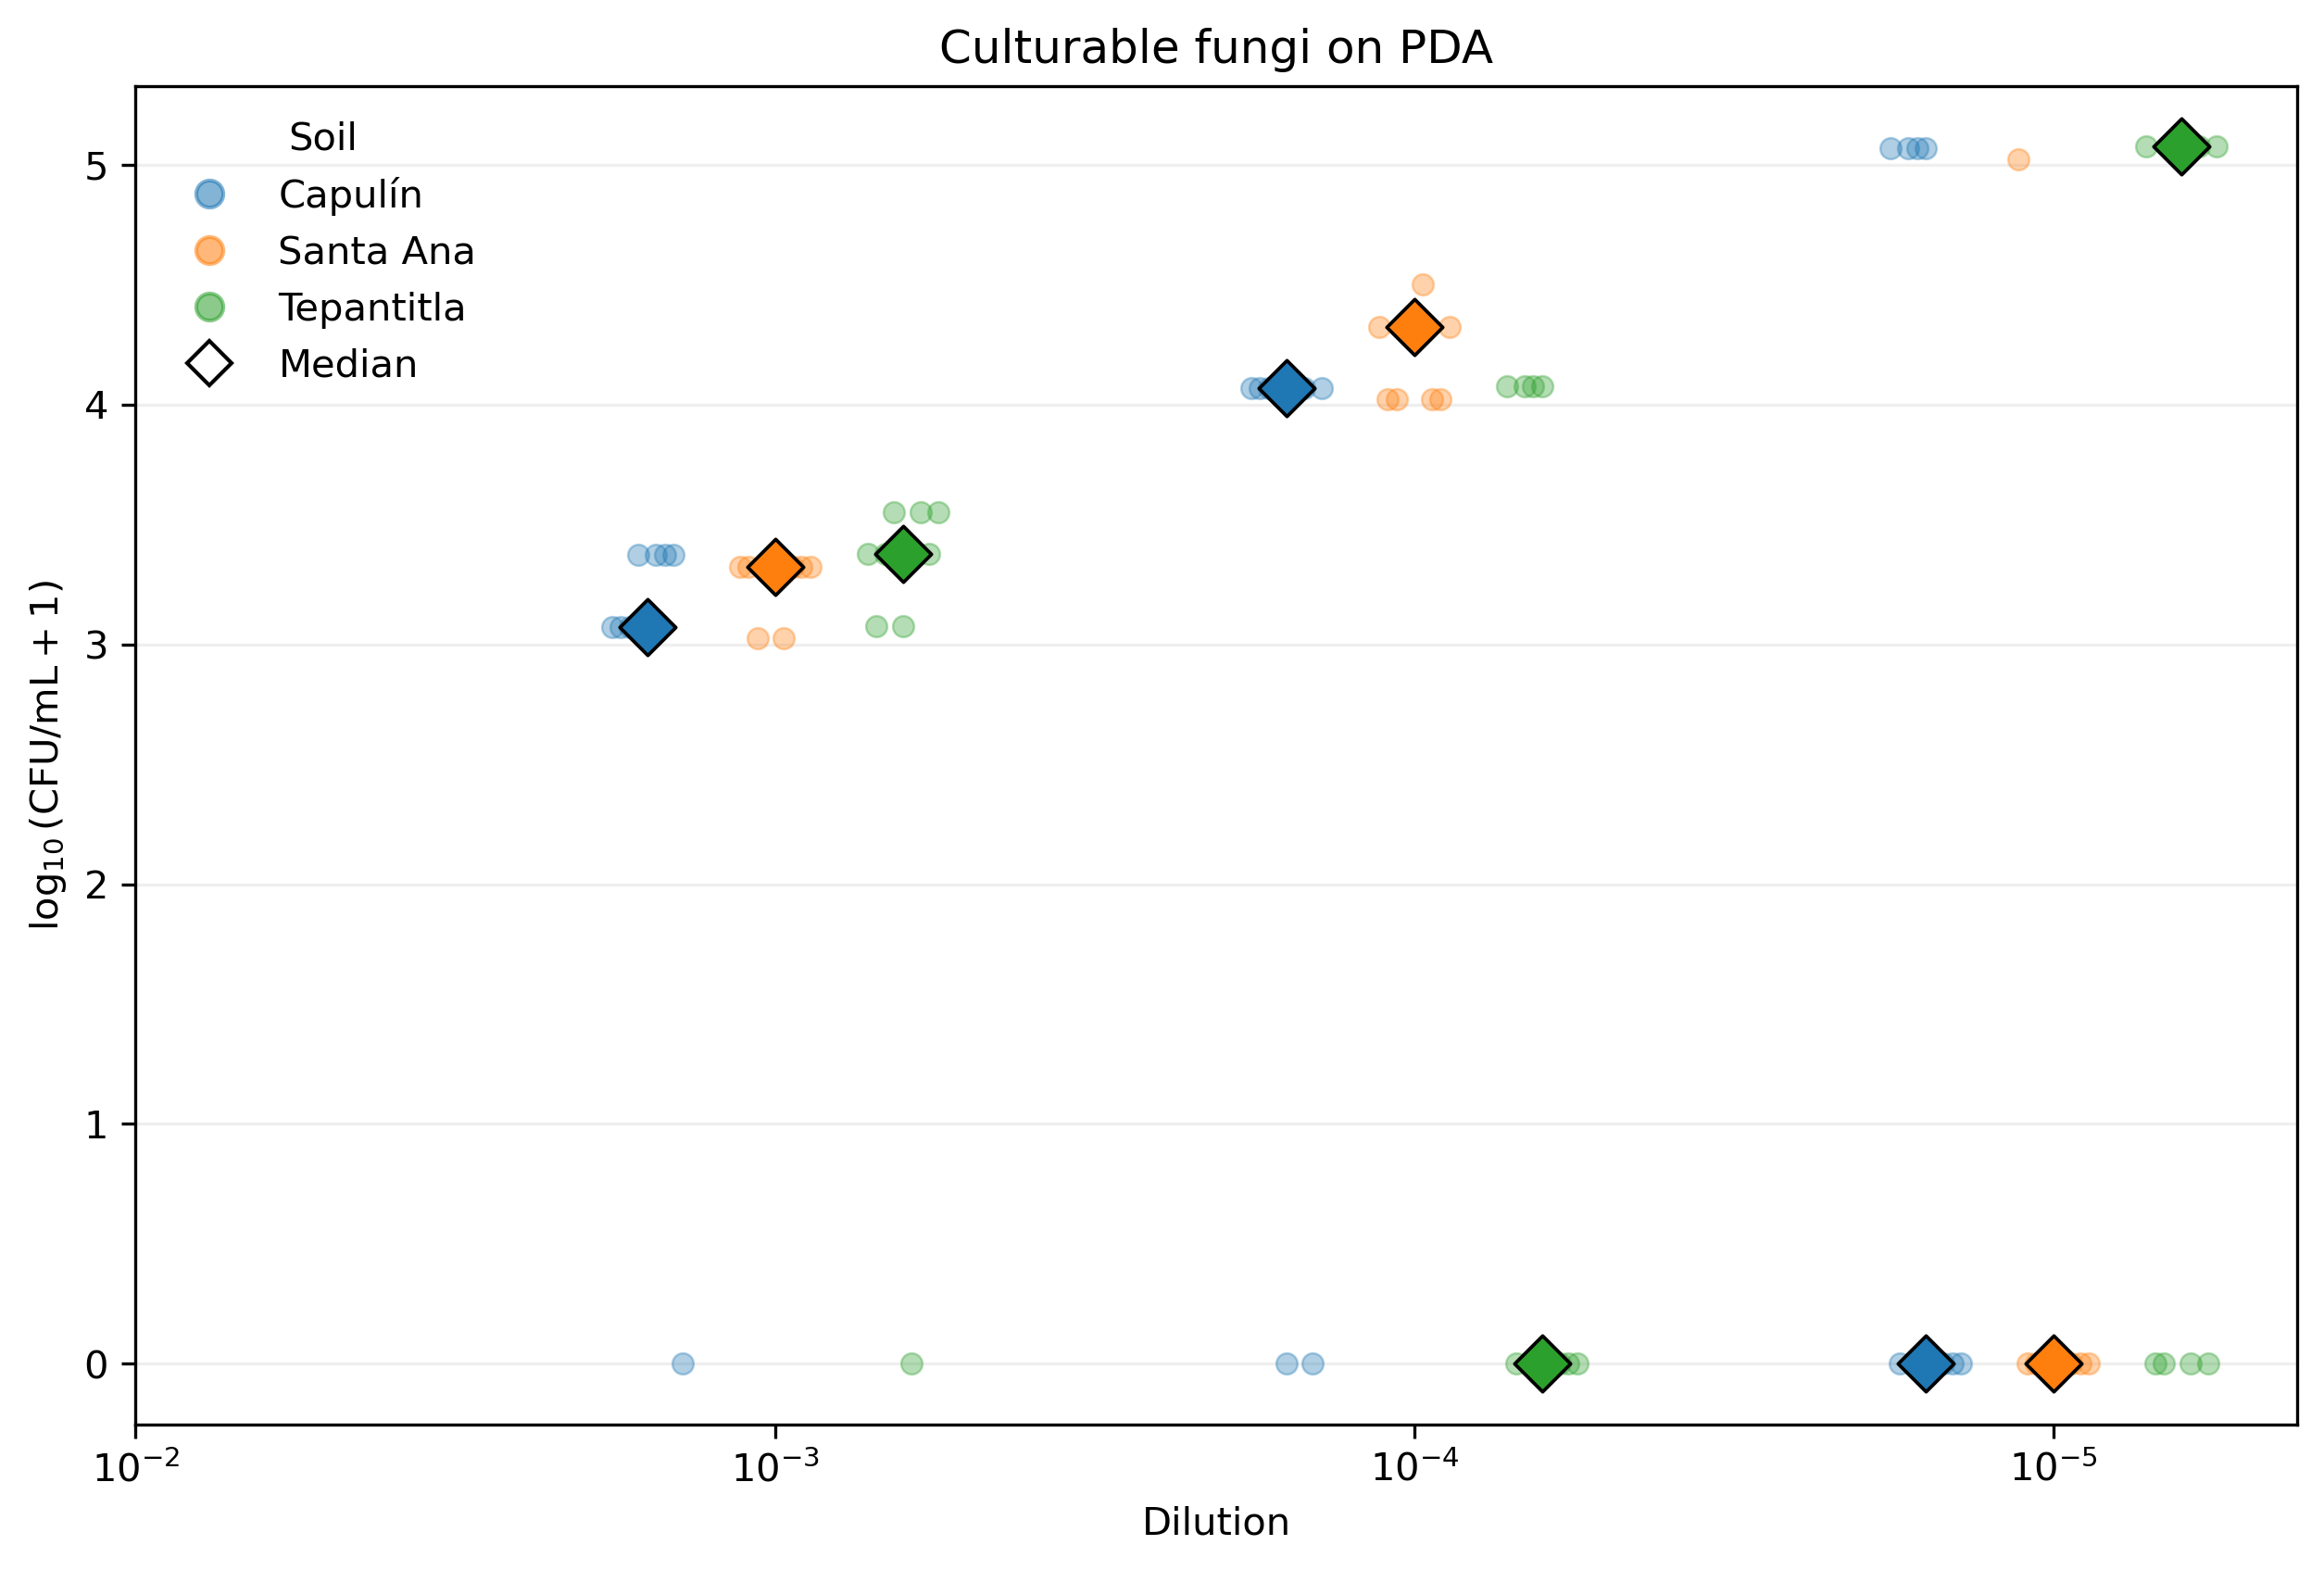 Culturable fungi on PDA
Soil
Capulín
Santa Ana
Tepantitla
Median
log₁₀(CFU/mL + 1)
5
4
3
2
1
0
10⁻² 10⁻³ 10⁻⁴ 10⁻⁵
Dilution